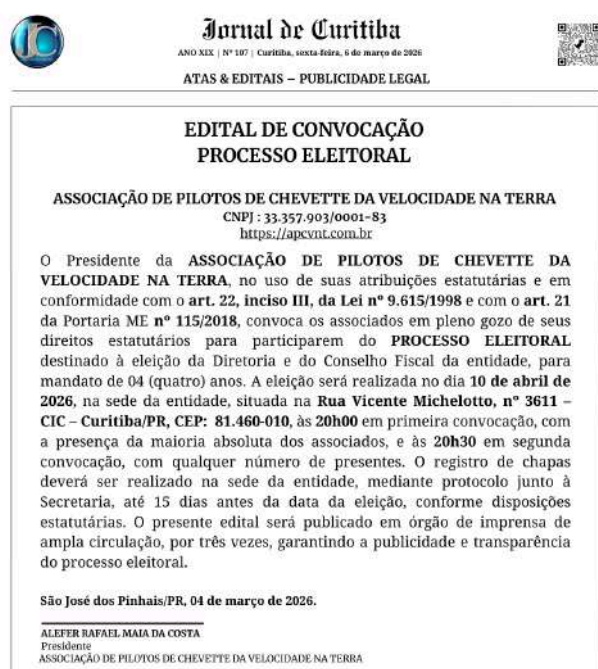 JC
Jornal de Curitiba
ANO XIX | Nº 107 | Curitiba, sexta-feira, 6 de março de 2026
ATAS & EDITAIS – PUBLICIDADE LEGAL
EDITAL DE CONVOCAÇÃO
PROCESSO ELEITORAL
ASSOCIAÇÃO DE PILOTOS DE CHEVETTE DA VELOCIDADE NA TERRA
CNPJ : 33.357.903/0001-83
https://apcvnt.com.br
O Presidente da ASSOCIAÇÃO DE PILOTOS DE CHEVETTE DA
VELOCIDADE NA TERRA, no uso de suas atribuições estatutárias e em
conformidade com o art. 22, inciso III, da Lei nº 9.615/1998 e com o art. 21
da Portaria ME nº 115/2018, convoca os associados em pleno gozo de seus
direitos estatutários para participarem do PROCESSO ELEITORAL
destinado à eleição da Diretoria e do Conselho Fiscal da entidade, para
mandato de 04 (quatro) anos. A eleição será realizada no dia 10 de abril de
2026, na sede da entidade, situada na Rua Vicente Michelotto, nº 3611 –
CIC – Curitiba/PR, CEP: 81.460-010, às 20h00 em primeira convocação, com
a presença da maioria absoluta dos associados, e às 20h30 em segunda
convocação, com qualquer número de presentes. O registro de chapas
deverá ser realizado na sede da entidade, mediante protocolo junto à
Secretaria, até 15 dias antes da data da eleição, conforme disposições
estatutárias. O presente edital será publicado em órgão de imprensa de
ampla circulação, por três vezes, garantindo a publicidade e transparência
do processo eleitoral.
São José dos Pinhais/PR, 04 de março de 2026.
ALEFER RAFAEL MAIA DA COSTA
Presidente
ASSOCIAÇÃO DE PILOTOS DE CHEVETTE DA VELOCIDADE NA TERRA